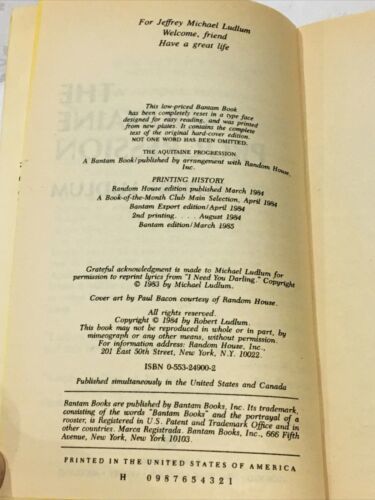 For Jeffrey Michael Ludlum
Welcome, friend
Have a great life
This low-priced Bantam Book
has been completely reset in a type face
designed for easy reading, and was printed
from new plates. It contains the complete
text of the original hard-cover edition.
NOT ONE WORD HAS BEEN OMITTED.
THE AQUITAINE PROGRESSION
A Bantam Book/published by arrangement with Random House,
Inc.
PRINTING HISTORY
Random House edition published March 1984
A Book-of-the-Month Club Main Selection, April 1984
Bantam Export edition/April 1984
2nd printing . . . . August 1984
Bantam edition/March 1985
Grateful acknowledgment is made to Michael Ludlum for
permission to reprint lyrics from "I Need You Darling." Copyright
© 1983 by Michael Ludlum.
Cover art by Paul Bacon courtesy of Random House.
All rights reserved.
Copyright © 1984 by Robert Ludlum.
This book may not be reproduced in whole or in part, by
mimeograph or any other means, without permission.
For information address: Random House, Inc.,
201 East 50th Street, New York, N.Y. 10022.
ISBN 0-553-24900-2
Published simultaneously in the United States and Canada
Bantam Books are published by Bantam Books, Inc. Its trademark,
consisting of the words "Bantam Books" and the portrayal of a
rooster, is Registered in U.S. Patent and Trademark Office and in
other countries. Marca Registrada. Bantam Books, Inc., 666 Fifth
Avenue, New York, New York 10103.
PRINTED IN THE UNITED STATES OF AMERICA
H 0 9 8 7 6 5 4 3 2 1